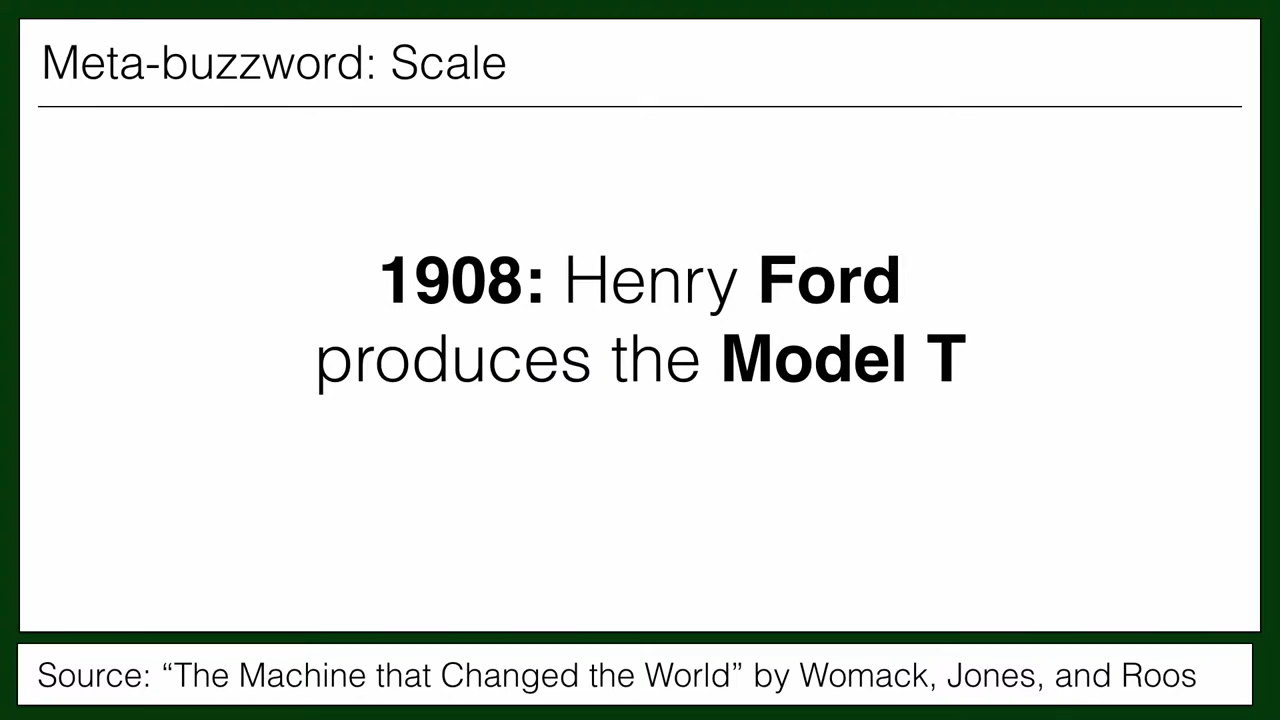 Meta-buzzword: Scale
1908: Henry Ford
produces the Model T
Source: “The Machine that Changed the World” by Womack, Jones, and Roos